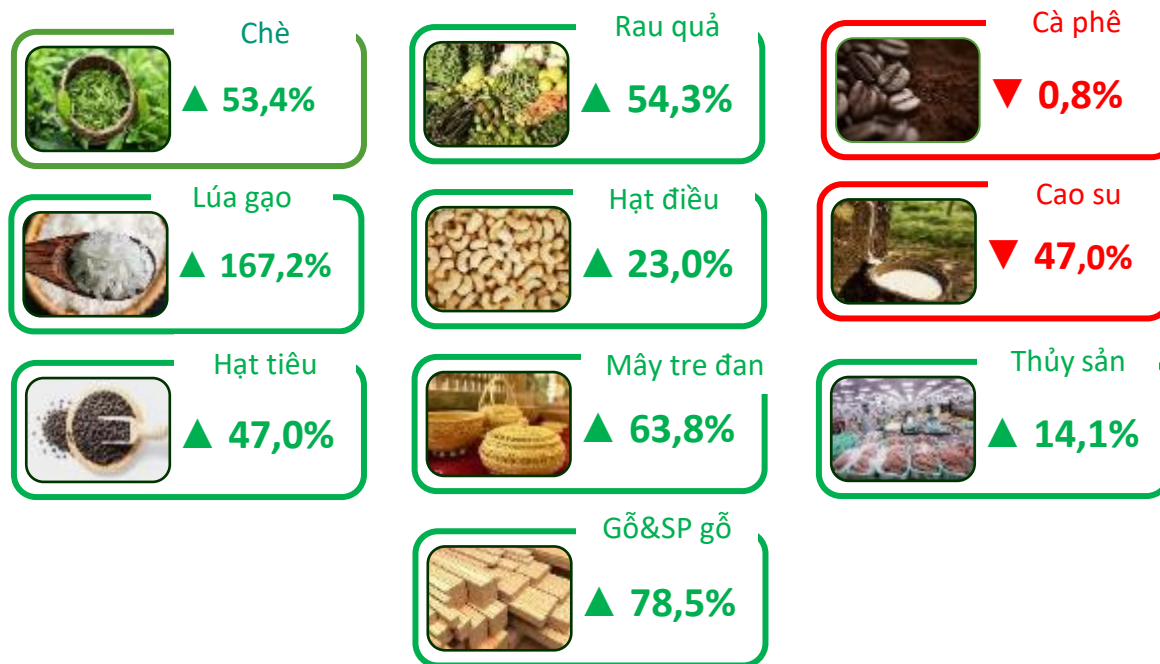 Chè
▲ 53,4%
Rau quả
▲ 54,3%
Cà phê
▼ 0,8%
Lúa gạo
▲ 167,2%
Hạt điều
▲ 23,0%
Cao su
▼ 47,0%
Hạt tiêu
▲ 47,0%
Mây tre đan
▲ 63,8%
Thủy sản
▲ 14,1%
Gỗ&SP gỗ
▲ 78,5%